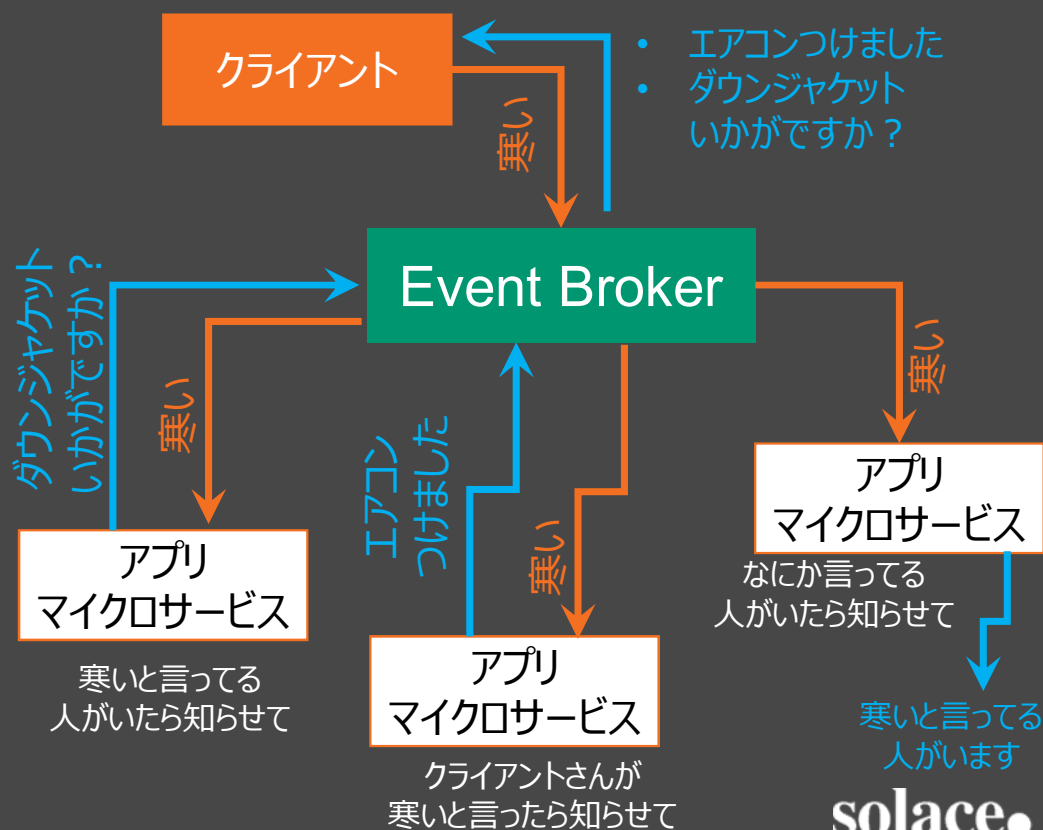 クライアント
• エアコンつけました
• ダウンジャケット
いかがですか？
寒い
Event Broker
ダウンジャケット
いかがですか？
寒い
エアコン
つけました
寒い
寒い
アプリ
マイクロサービス
なにか言ってる
人がいたら知らせて
アプリ
マイクロサービス
寒いと言ってる
人がいたら知らせて
アプリ
マイクロサービス
クライアントさんが
寒いと言ったら知らせて
寒いと言ってる
人がいます
solace.